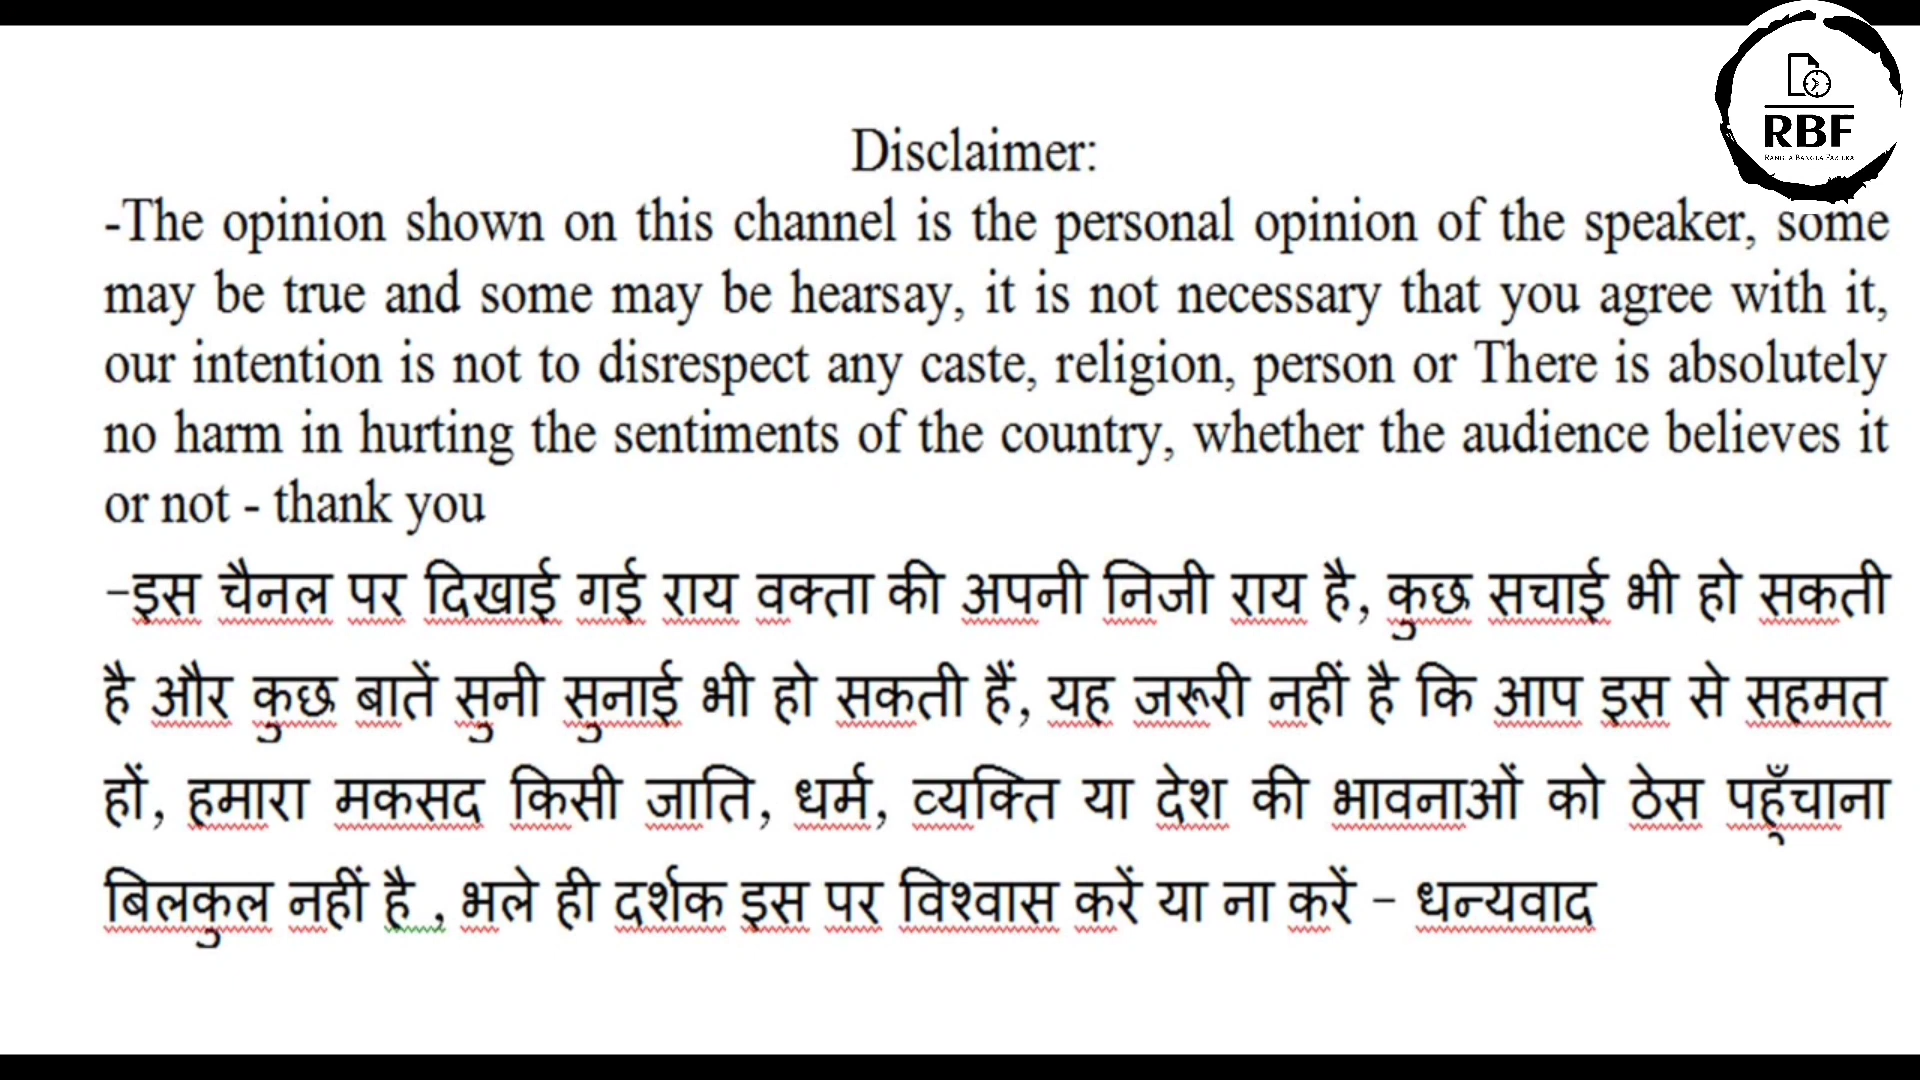 RBF
Disclaimer:
-The opinion shown on this channel is the personal opinion of the speaker, some
may be true and some may be hearsay, it is not necessary that you agree with it,
our intention is not to disrespect any caste, religion, person or There is absolutely
no harm in hurting the sentiments of the country, whether the audience believes it
or not - thank you
-इस चैनल पर दिखाई गई राय वक्ता की अपनी निजी राय है, कुछ सचाई भी हो सकती
है और कुछ बातें सुनी सुनाई भी हो सकती हैं, यह जरूरी नहीं है कि आप इस से सहमत
हों, हमारा मकसद किसी जाति, धर्म, व्यक्ति या देश की भावनाओं को ठेस पहुँचाना
बिलकुल नहीं है , भले ही दर्शक इस पर विश्वास करें या ना करें - धन्यवाद